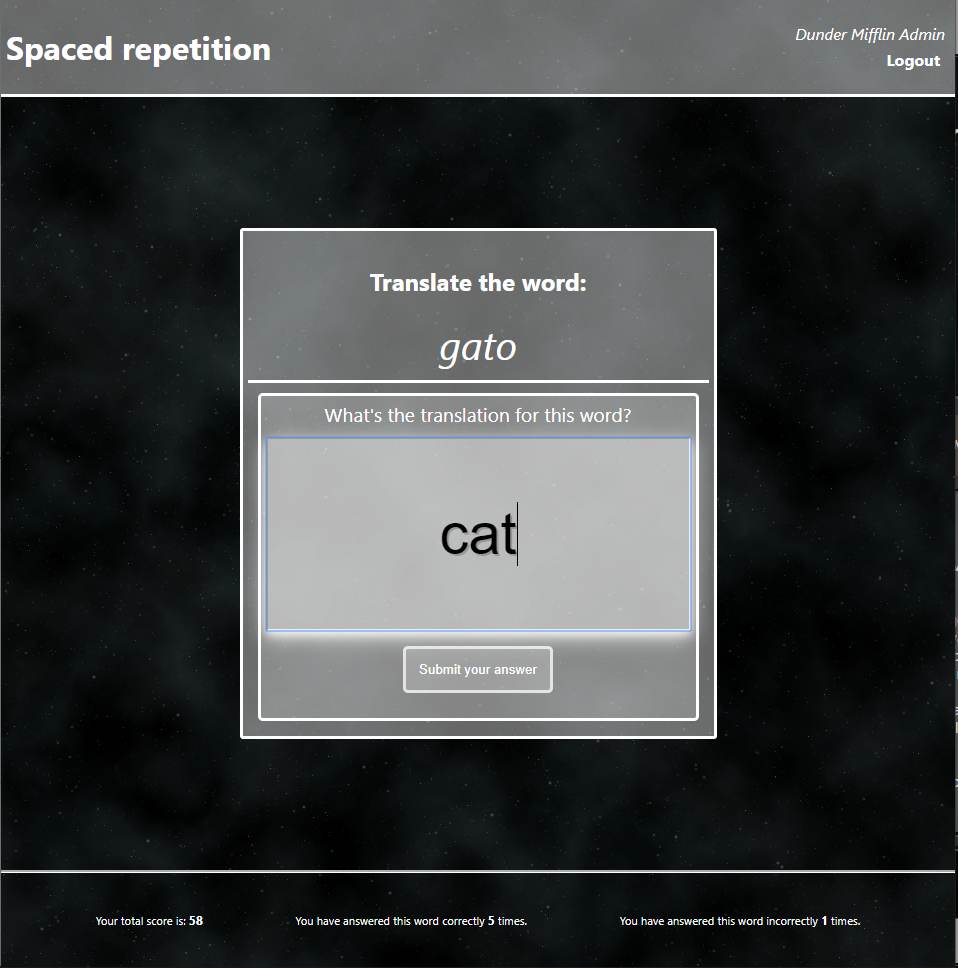 Spaced repetition
Dunder Mifflin Admin
Logout
Translate the word:
gato
What's the translation for this word?
cat
Submit your answer
Your total score is: 58
You have answered this word correctly 5 times.
You have answered this word incorrectly 1 times.